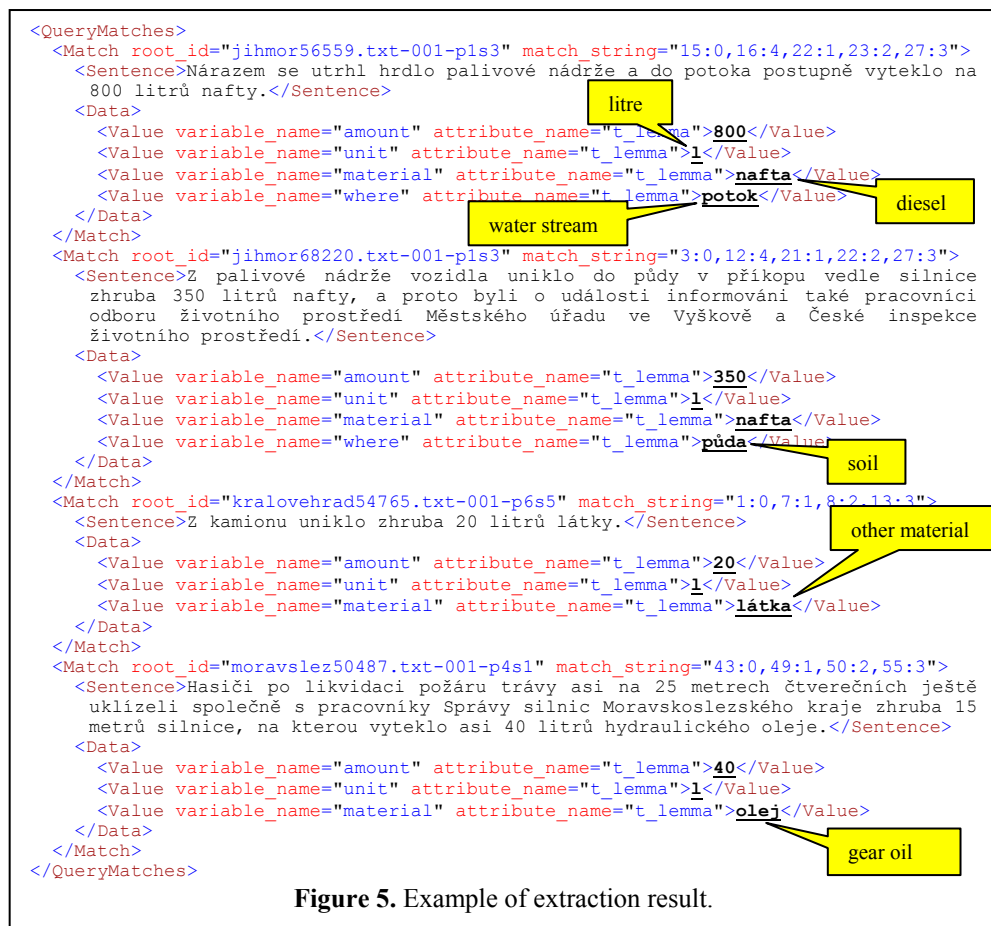 <QueryMatches>
<Match root_id="jihmor56559.txt-001-p1s3" match_string="15:0,16:4,22:1,23:2,27:3">
<Sentence>Nárazem se utrhl hrdlo palivové nádrže a do potoka postupně vyteklo na
800 litrů nafty.</Sentence>
litre
<Data>
<Value variable_name="amount" attribute_name="t_lemma">800</Value>
<Value variable_name="unit" attribute_name="t_lemma">l</Value>
<Value variable_name="material" attribute_name="t_lemma">nafta</Value>
<Value variable_name="where" attribute_name="t_lemma">potok</Value>
diesel
</Data>
water stream
</Match>
<Match root_id="jihmor68220.txt-001-p1s3" match_string="3:0,12:4,21:1,22:2,27:3">
<Sentence>Z palivové nádrže vozidla uniklo do půdy v příkopu vedle silnice
zhruba 350 litrů nafty, a proto byli o události informováni také pracovníci
odboru životního prostředí Městského úřadu ve Vyškově a České inspekce
životního prostředí.</Sentence>
<Data>
<Value variable_name="amount" attribute_name="t_lemma">350</Value>
<Value variable_name="unit" attribute_name="t_lemma">l</Value>
<Value variable_name="material" attribute_name="t_lemma">nafta</Value>
<Value variable_name="where" attribute_name="t_lemma">půda</Value>
</Data>
soil
</Match>
<Match root_id="kralovehrad54765.txt-001-p6s5" match_string="1:0,7:1,8:2,13:3">
<Sentence>Z kamionu uniklo zhruba 20 litrů látky.</Sentence>
other material
<Data>
<Value variable_name="amount" attribute_name="t_lemma">20</Value>
<Value variable_name="unit" attribute_name="t_lemma">l</Value>
<Value variable_name="material" attribute_name="t_lemma">látka</Value>
</Data>
</Match>
<Match root_id="moravslez50487.txt-001-p4s1" match_string="43:0,49:1,50:2,55:3">
<Sentence>Hasiči po likvidaci požáru trávy asi na 25 metrech čtverečních ještě
uklízeli společně s pracovníky Správy silnic Moravskoslezského kraje zhruba 15
metrů silnice, na kterou vyteklo asi 40 litrů hydraulického oleje.</Sentence>
<Data>
<Value variable_name="amount" attribute_name="t_lemma">40</Value>
<Value variable_name="unit" attribute_name="t_lemma">l</Value>
<Value variable_name="material" attribute_name="t_lemma">olej</Value>
</Data>
</Match>
gear oil
</QueryMatches>
Figure 5. Example of extraction result.